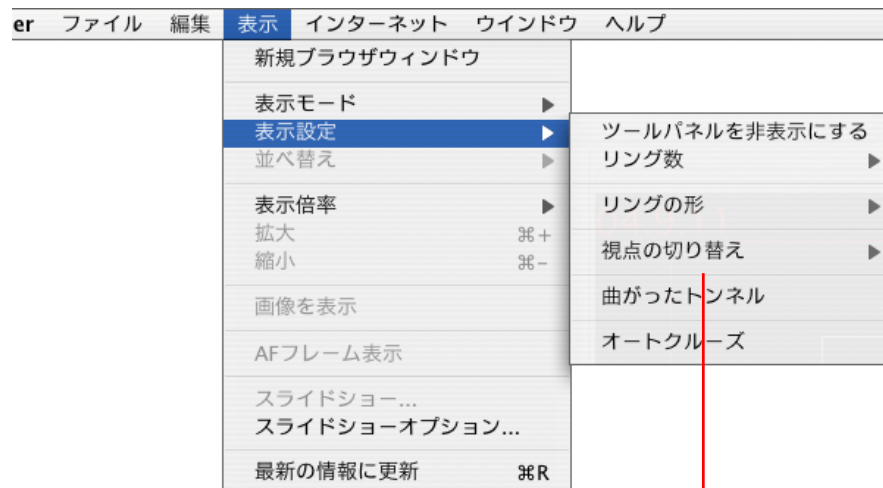 er ファイル 編集 表示 インターネット ウインドウ ヘルプ
新規ブラウザウィンドウ
表示モード
表示設定
並べ替え
表示倍率
拡大 ⌘+
縮小 ⌘-
画像を表示
AFフレーム表示
スライドショー...
スライドショーオプション...
最新の情報に更新 ⌘R
ツールパネルを非表示にする
リング数
リングの形
視点の切り替え
曲がったトンネル
オートクルーズ